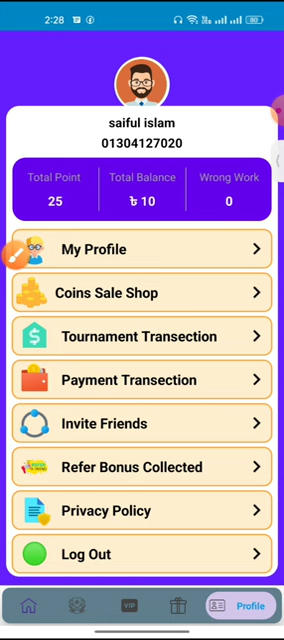 2:28
80
saiful islam
01304127020
Total Point
Total Balance
Wrong Work
25
৳ 10
0
My Profile
Coins Sale Shop
Tournament Transection
Payment Transection
Invite Friends
Refer Bonus Collected
Privacy Policy
Log Out
VIP
Profile